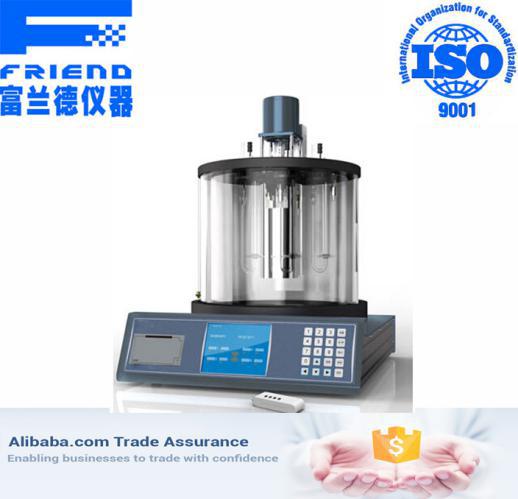 FRIEND
富兰德仪器
International Organization for Standardization
ISO
9001
Alibaba.com Trade Assurance
Enabling businesses to trade with confidence
$